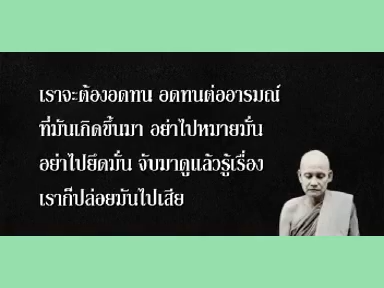 เราจะต้องอดทน อดทนต่ออารมณ์
ที่มันเกิดขึ้นมา อย่าไปหมายมั่น
อย่าไปยึดมั่น จับมาดูแล้วรู้เรื่อง
เราก็ปล่อยมันไปเสีย